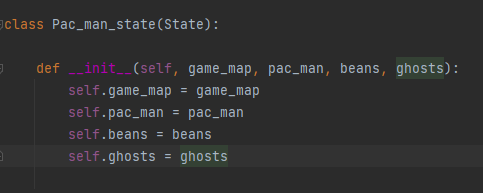 class Pac_man_state(State):
def __init__(self, game_map, pac_man, beans, ghosts):
self.game_map = game_map
self.pac_man = pac_man
self.beans = beans
self.ghosts = ghosts